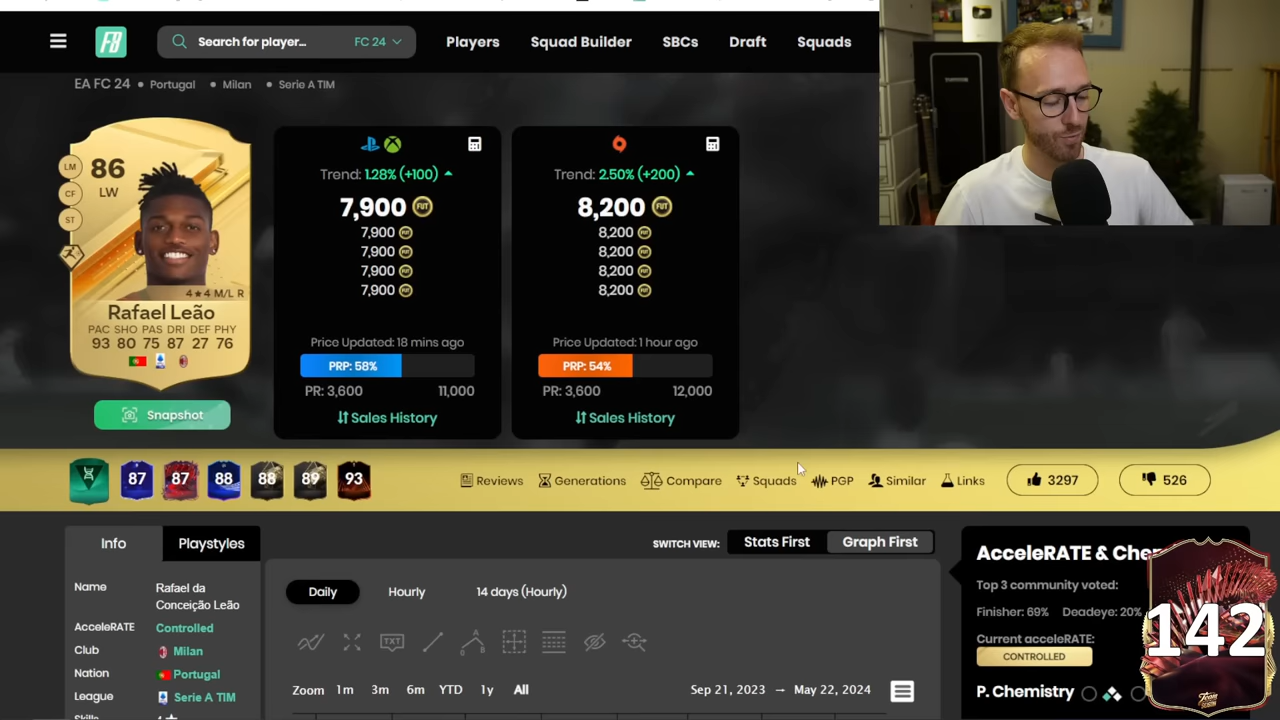 FB
Search for player...
FC 24
Players
Squad Builder
SBCs
Draft
Squads
EA FC 24 • Portugal • Milan • Serie A TIM
86
LW
LM
CF
ST
4★4 M/L R
Rafael Leão
PAC SHO PAS DRI DEF PHY
93 80 75 87 27 76
Snapshot
Trend: 1.28% (+100)
7,900 FUT
7,900
7,900
7,900
7,900
Price Updated: 18 mins ago
PRP: 58%
PR: 3,600
11,000
Sales History
Trend: 2.50% (+200)
8,200 FUT
8,200
8,200
8,200
8,200
Price Updated: 1 hour ago
PRP: 54%
PR: 3,600
12,000
Sales History
87
87
88
88
89
93
Reviews
Generations
Compare
Squads
PGP
Similar
Links
3297
526
Info
Playstyles
Name
Rafael da
Conceição Leão
AcceleRATE
Controlled
Club
Milan
Nation
Portugal
League
Serie A TIM
Skills
4
SWITCH VIEW:
Stats First
Graph First
Daily
Hourly
14 days (Hourly)
TXT
Zoom
1m
3m
6m
YTD
1y
All
Sep 21, 2023 → May 22, 2024
AcceleRATE & Che
Top 3 community voted:
Finisher: 69%
Deadeye: 20%
Current acceleRATE:
CONTROLLED
P. Chemistry
142